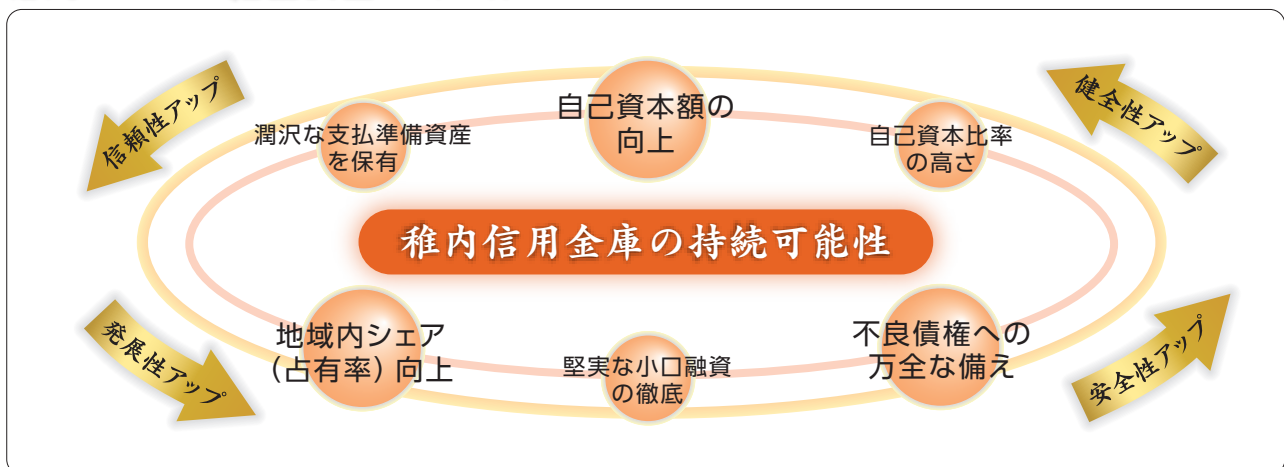 信頼性アップ
潤沢な支払準備資産
を保有
自己資本額の
向上
自己資本比率
の高さ
健全性アップ
稚内信用金庫の持続可能性
発展性アップ
地域内シェア
(占有率)向上
堅実な小口融資
の徹底
不良債権への
万全な備え
安全性アップ